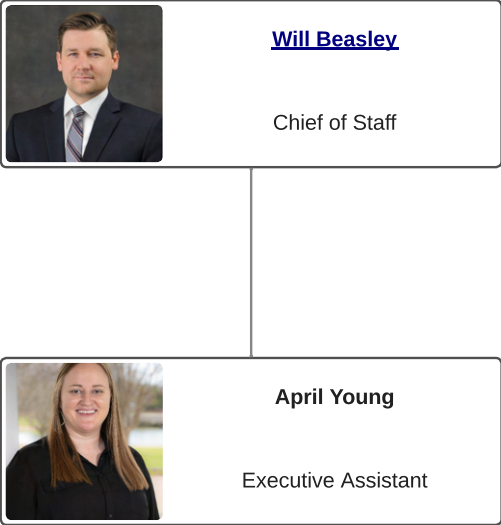 Will Beasley
Chief of Staff
April Young
Executive Assistant